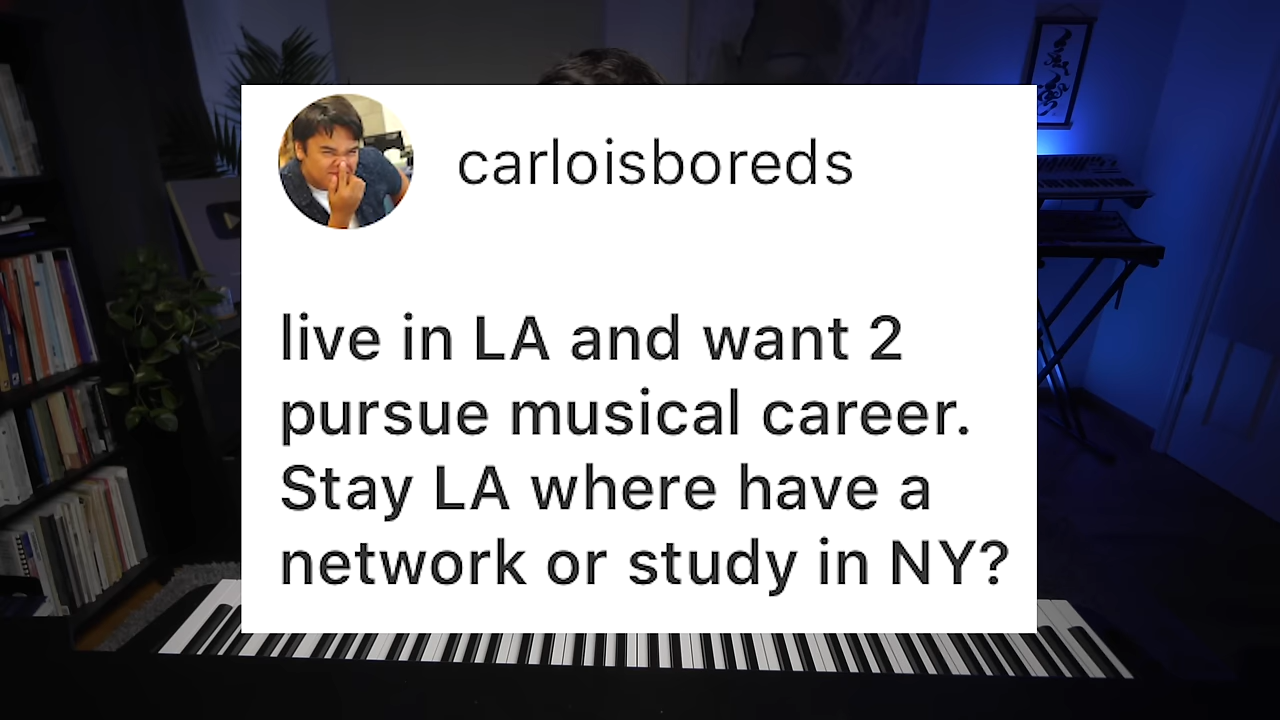 carloisboreds
live in LA and want 2
pursue musical career.
Stay LA where have a
network or study in NY?